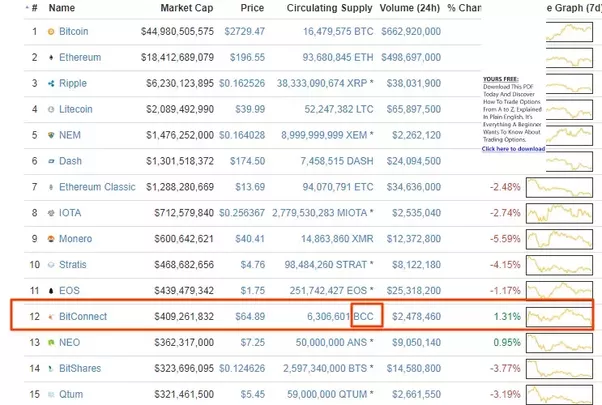 # Name Market Cap Price Circulating Supply Volume (24h) % Chan e Graph (7d)
1 Bitcoin $44,980,505,575 $2729.47 16,479,575 BTC $662,920,000
2 Ethereum $18,412,689,079 $196.55 93,680,845 ETH $498,697,000
3 Ripple $6,230,123,895 $0.162526 38,333,090,674 XRP * $38,031,900
4 Litecoin $2,089,492,990 $39.99 52,247,382 LTC $65,897,500
5 NEM $1,476,252,000 $0.164028 8,999,999,999 XEM * $2,262,120
6 Dash $1,301,518,372 $174.50 7,458,515 DASH $24,094,500
YOURS FREE:
Download This PDF
Today And Discover
How To Trade Options
From A to Z, Explained
In Plain English. It's
Everything A Beginner
Wants To Know About
Trading Options.
Click here to download
7 Ethereum Classic $1,288,280,669 $13.69 94,070,791 ETC $34,636,000 -2.48%
8 IOTA $712,579,840 $0.256367 2,779,530,283 MIOTA * $2,535,040 -2.74%
9 Monero $600,642,621 $40.41 14,863,860 XMR $12,372,800 -5.59%
10 Stratis $468,682,656 $4.76 98,484,260 STRAT * $8,122,180 -4.15%
11 EOS $439,479,342 $1.75 251,742,427 EOS * $25,318,200 -1.17%
12 BitConnect $409,261,832 $64.89 6,306,601 BCC $2,478,460 1.31%
13 NEO $362,317,000 $7.25 50,000,000 ANS * $9,050,140 0.95%
14 BitShares $323,696,095 $0.124626 2,597,340,000 BTS * $14,580,800 -3.77%
15 Qtum $321,461,500 $5.45 59,000,000 QTUM * $2,661,550 -3.19%